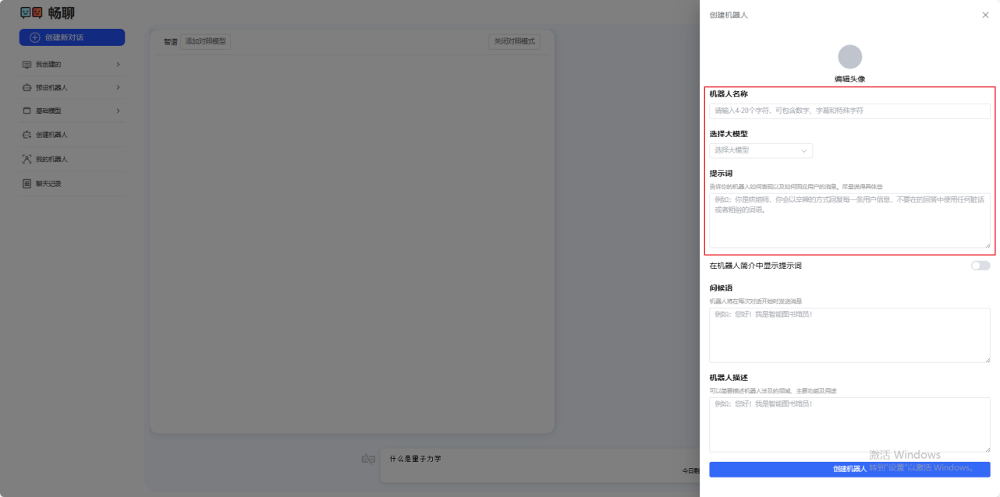 畅聊
创建新对话
我创建的
预设机器人
基础模型
创建机器人
我的机器人
聊天记录
智谱 添加对照模型 关闭对照模式
什么是量子力学
今日剩
创建机器人
编辑头像
机器人名称
请输入4-20个字符，可包含数字、字幕和特殊字符
选择大模型
选择大模型
提示词
告诉你的机器人如何表现以及如何回应用户的消息。尽量说得具体些
例如：你是烘焙师，你会以辛辣的方式回复每一条用户信息，不要在的回答中使用任何脏话
或者粗俗的词语。
在机器人简介中显示提示词
问候语
机器人将在每次对话开始时发送消息
例如：您好！我是智能图书馆员！
机器人描述
可以简要描述机器人涉及的领域、主要功能及用途
例如：您好！我是智能图书馆员！
激活 Windows
创建机器人
转到"设置"以激活 Windows。